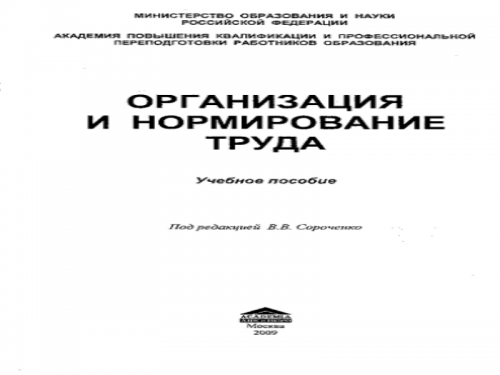 МИНИСТЕРСТВО ОБРАЗОВАНИЯ И НАУКИ
РОССИЙСКОЙ ФЕДЕРАЦИИ
АКАДЕМИЯ ПОВЫШЕНИЯ КВАЛИФИКАЦИИ И ПРОФЕССИОНАЛЬНОЙ
ПЕРЕПОДГОТОВКИ РАБОТНИКОВ ОБРАЗОВАНИЯ
ОРГАНИЗАЦИЯ
И НОРМИРОВАНИЕ
ТРУДА
Учебное пособие
Под редакцией В.В. Сороченко
ACADEMIA
Москва
2009